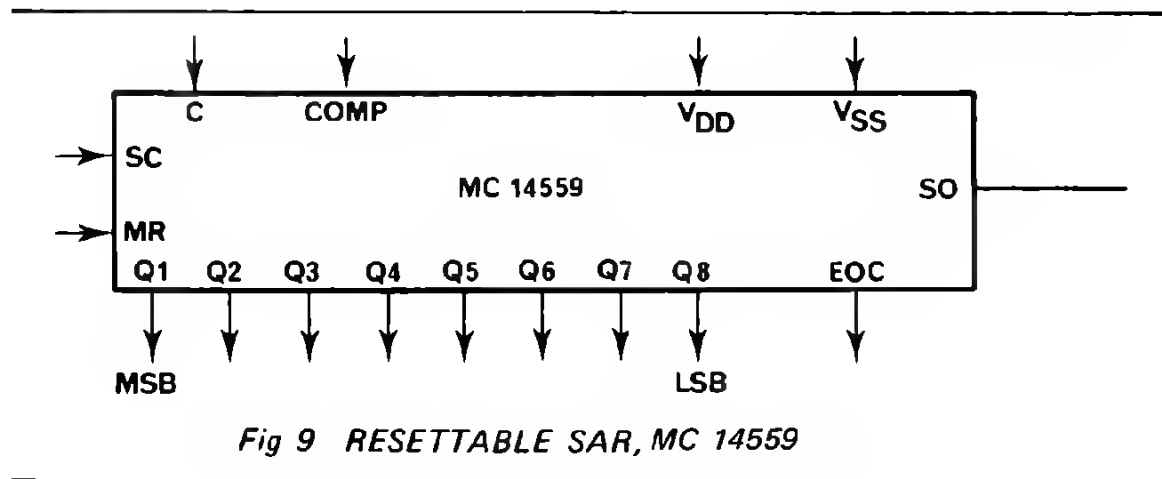 C COMP VDD VSS
SC
MC 14559 SO
MR
Q1 Q2 Q3 Q4 Q5 Q6 Q7 Q8 EOC
MSB LSB
Fig 9 RESETTABLE SAR, MC 14559